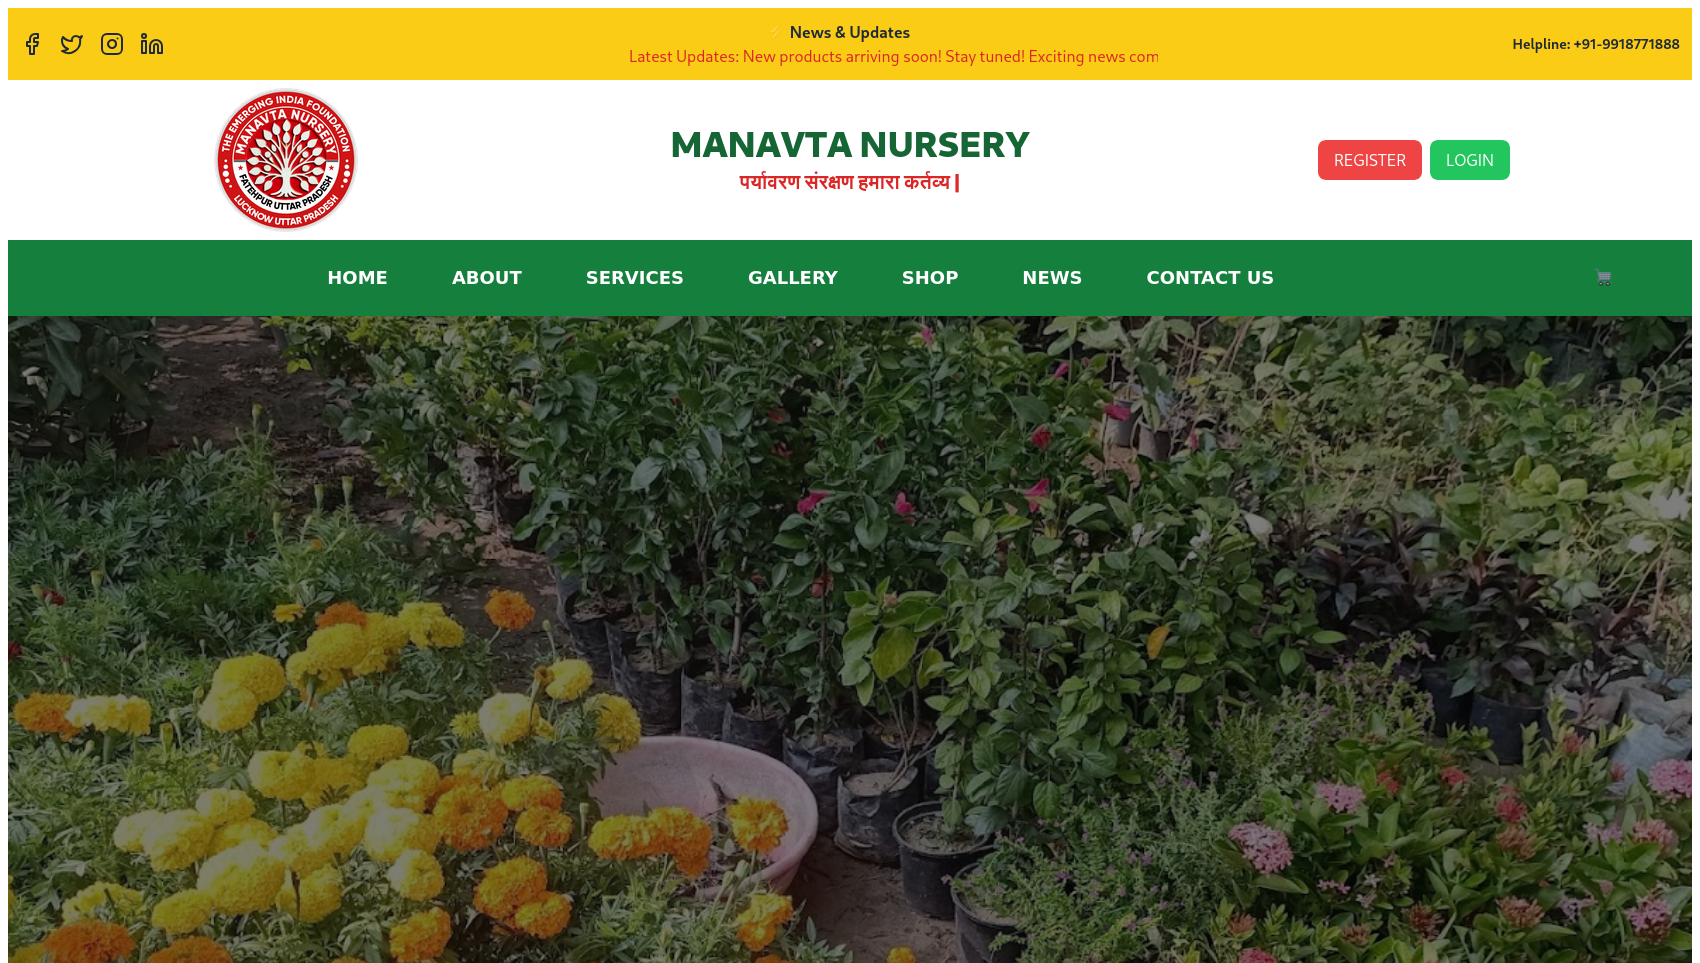 ⚡ News & Updates
Latest Updates: New products arriving soon! Stay tuned! Exciting news com
Helpline: +91-9918771888
THE EMERGING INDIA FOUNDATION
MANAVTA NURSERY
FATEHPUR UTTAR PRADESH
LUCKNOW UTTAR PRADESH
MANAVTA NURSERY
पर्यावरण संरक्षण हमारा कर्तव्य |
REGISTER LOGIN
HOME ABOUT SERVICES GALLERY SHOP NEWS CONTACT US